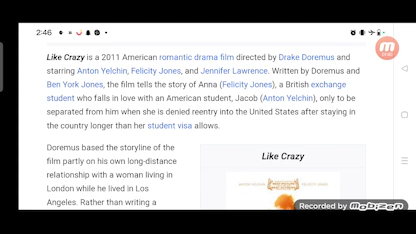 2:46
Like Crazy is a 2011 American romantic drama film directed by Drake Doremus and
starring Anton Yelchin, Felicity Jones, and Jennifer Lawrence. Written by Doremus and
Ben York Jones, the film tells the story of Anna (Felicity Jones), a British exchange
student who falls in love with an American student, Jacob (Anton Yelchin), only to be
separated from him when she is denied reentry into the United States after staying in
the country longer than her student visa allows.
Doremus based the storyline of
the film partly on his own long-distance
relationship with a woman living in
London while he lived in Los
Angeles. Rather than writing a
Like Crazy
Recorded by Mobizen